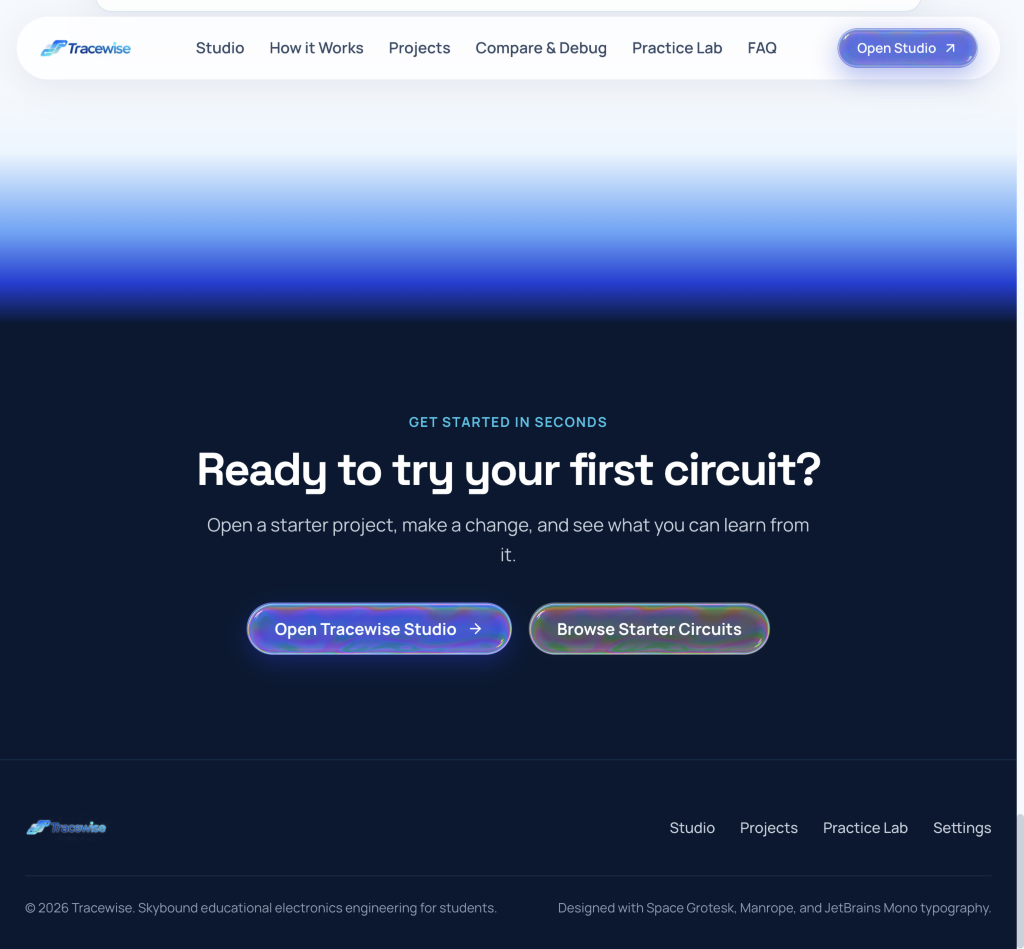 Tracewise
Studio
How it Works
Projects
Compare & Debug
Practice Lab
FAQ
Open Studio
GET STARTED IN SECONDS
Ready to try your first circuit?
Open a starter project, make a change, and see what you can learn from
it.
Open Tracewise Studio
Browse Starter Circuits
Tracewise
Studio
Projects
Practice Lab
Settings
© 2026 Tracewise. Skybound educational electronics engineering for students.
Designed with Space Grotesk, Manrope, and JetBrains Mono typography.